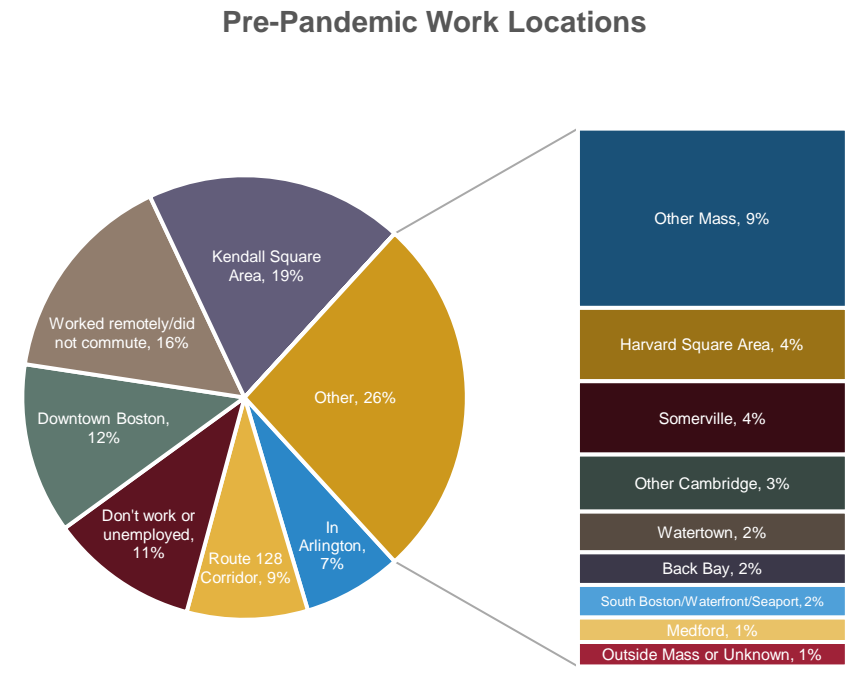 Pre-Pandemic Work Locations
Kendall Square
Area, 19%
Worked remotely/did
not commute, 16%
Downtown Boston,
12%
Don't work or
unemployed,
11%
Route 128
Corridor, 9%
In
Arlington,
7%
Other, 26%
Other Mass, 9%
Harvard Square Area, 4%
Somerville, 4%
Other Cambridge, 3%
Watertown, 2%
Back Bay, 2%
South Boston/Waterfront/Seaport, 2%
Medford, 1%
Outside Mass or Unknown, 1%